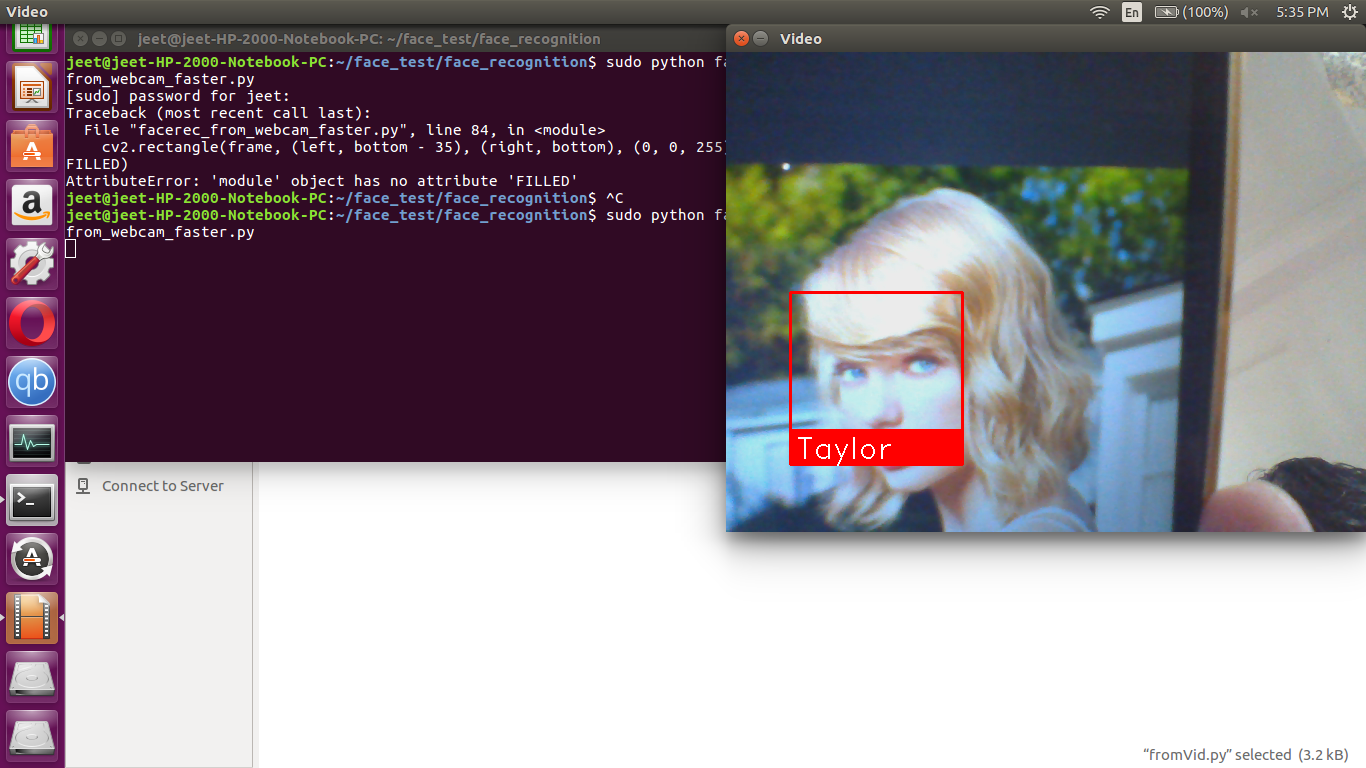 Video
En
(100%)
5:35 PM
jeet@jeet-HP-2000-Notebook-PC: ~/face_test/face_recognition
jeet@jeet-HP-2000-Notebook-PC:~/face_test/face_recognition$ sudo python fa
from_webcam_faster.py
[sudo] password for jeet:
Traceback (most recent call last):
File "facerec_from_webcam_faster.py", line 84, in <module>
cv2.rectangle(frame, (left, bottom - 35), (right, bottom), (0, 0, 255)
FILLED)
AttributeError: 'module' object has no attribute 'FILLED'
jeet@jeet-HP-2000-Notebook-PC:~/face_test/face_recognition$ ^C
jeet@jeet-HP-2000-Notebook-PC:~/face_test/face_recognition$ sudo python fa
from_webcam_faster.py
Video
Taylor
a
qb
>_
Connect to Server
“fromVid.py” selected (3.2 kB)